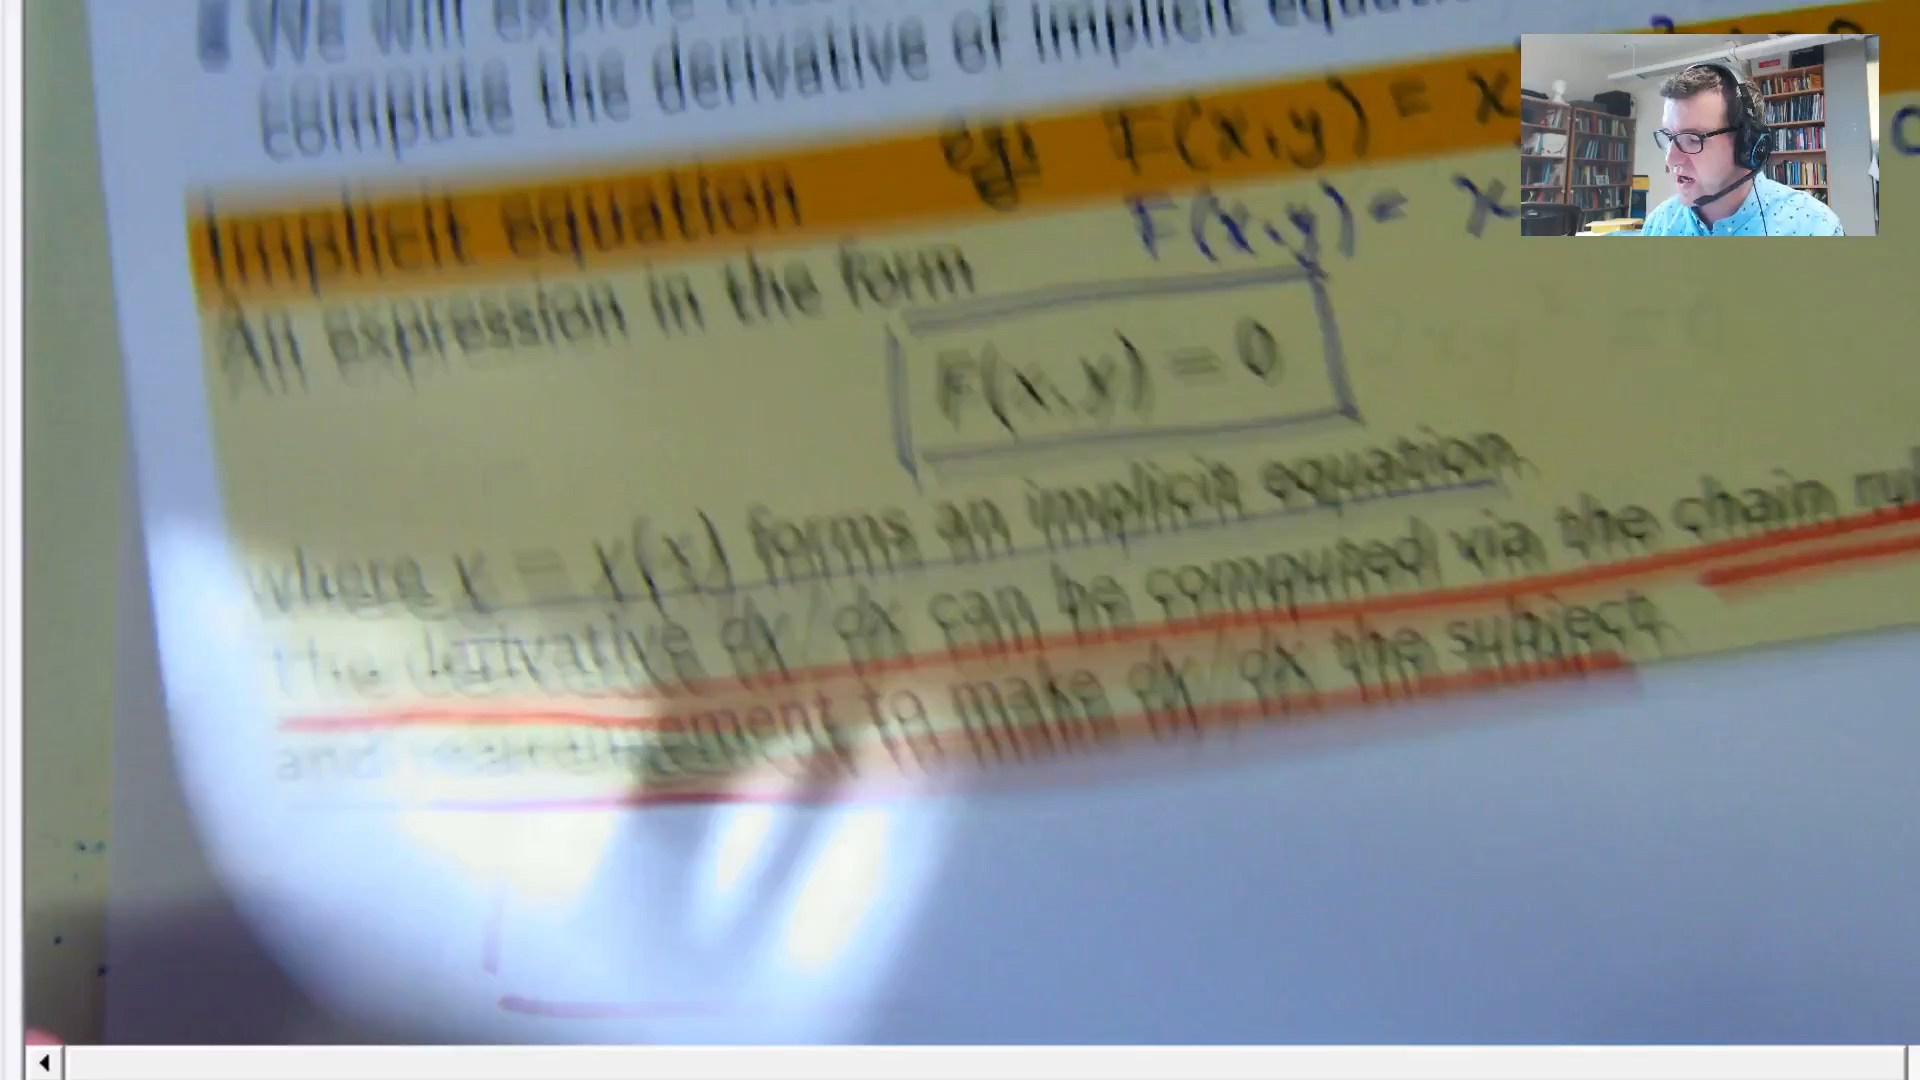 We will explore
compute the derivative of implicit
Implicit equation egs F(x,y) = x
F(x,y) = x
An expression in the form
F(x,y) = 0
where y = y(x) forms an implicit equation
the derivative dy/dx can be computed via the chain
and rearrangement to make dy/dx the subject